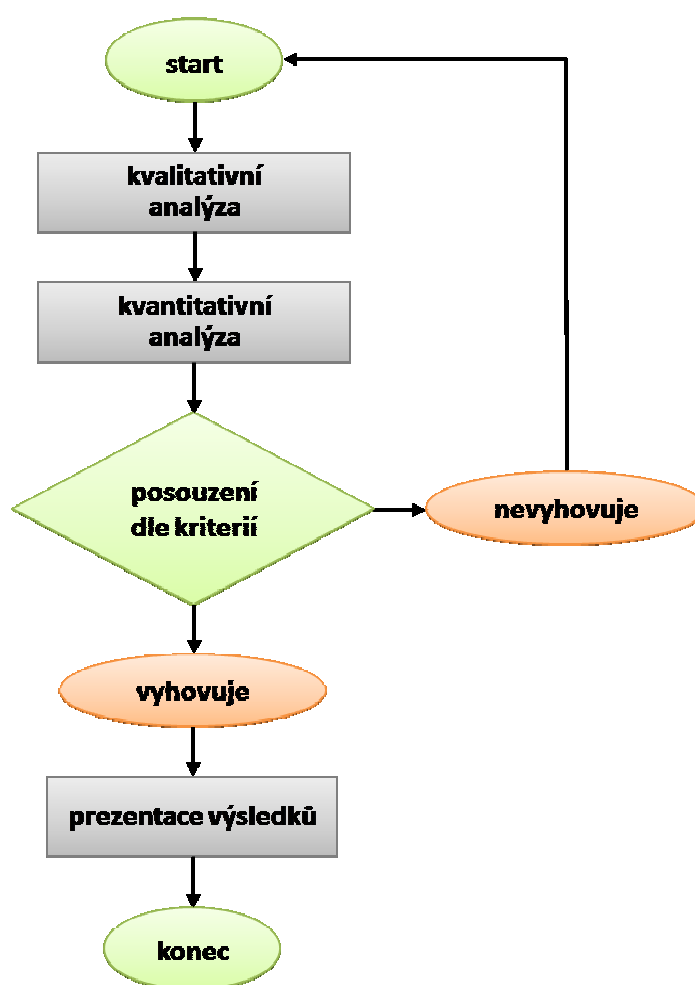 start
kvalitativní
analýza
kvantitativní
analýza
posouzení
dle kriterií
nevyhovuje
vyhovuje
prezentace výsledků
konec